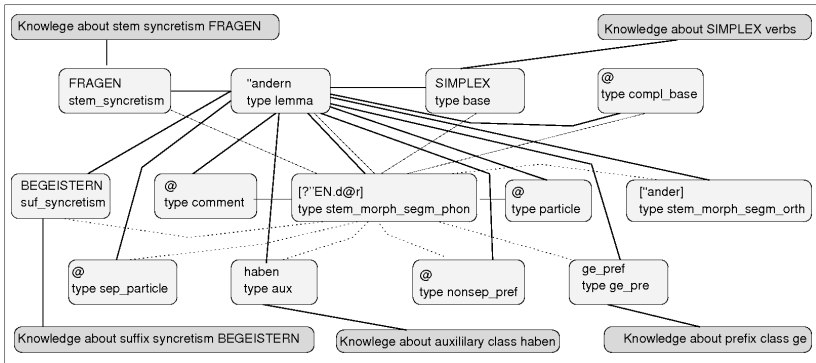 Knowlege about stem syncretism FRAGEN
Knowledge about SIMPLEX verbs
FRAGEN
stem_syncretism
"andern
type lemma
SIMPLEX
type base
@
type compl_base
BEGEISTERN
suf_syncretism
@
type comment
[?"EN.d@r]
type stem_morph_segm_phon
@
type particle
["ander]
type stem_morph_segm_orth
@
type sep_particle
haben
type aux
@
type nonsep_pref
ge_pref
type ge_pre
Knowledge about suffix syncretism BEGEISTERN
Knowlege about auxililary class haben
Knowledge about prefix class ge